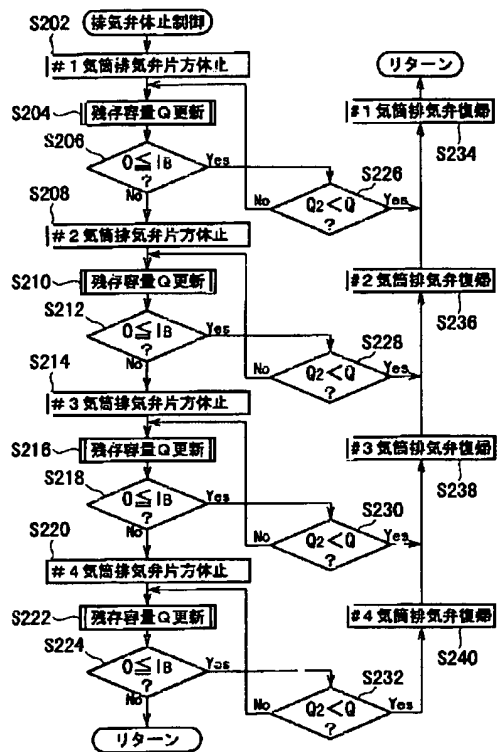 S202
排気弁休止制御
#1気筒排気弁片方休止
S204
残存容量Q更新
S206
0≦IB
?
Yes
No
S226
Q2<Q
?
No
Yes
S208
#2気筒排気弁片方休止
S210
残存容量Q更新
S212
0≦IB
?
Yes
No
S228
Q2<Q
?
No
Yes
S214
#3気筒排気弁片方休止
S216
残存容量Q更新
S218
0≦IB
?
Yes
No
S230
Q2<Q
?
No
Yes
S220
#4気筒排気弁片方休止
S222
残存容量Q更新
S224
0≦IB
?
Yes
No
S232
Q2<Q
?
No
Yes
リターン
リターン
#1気筒排気弁復帰
S234
#2気筒排気弁復帰
S236
#3気筒排気弁復帰
S238
#4気筒排気弁復帰
S240